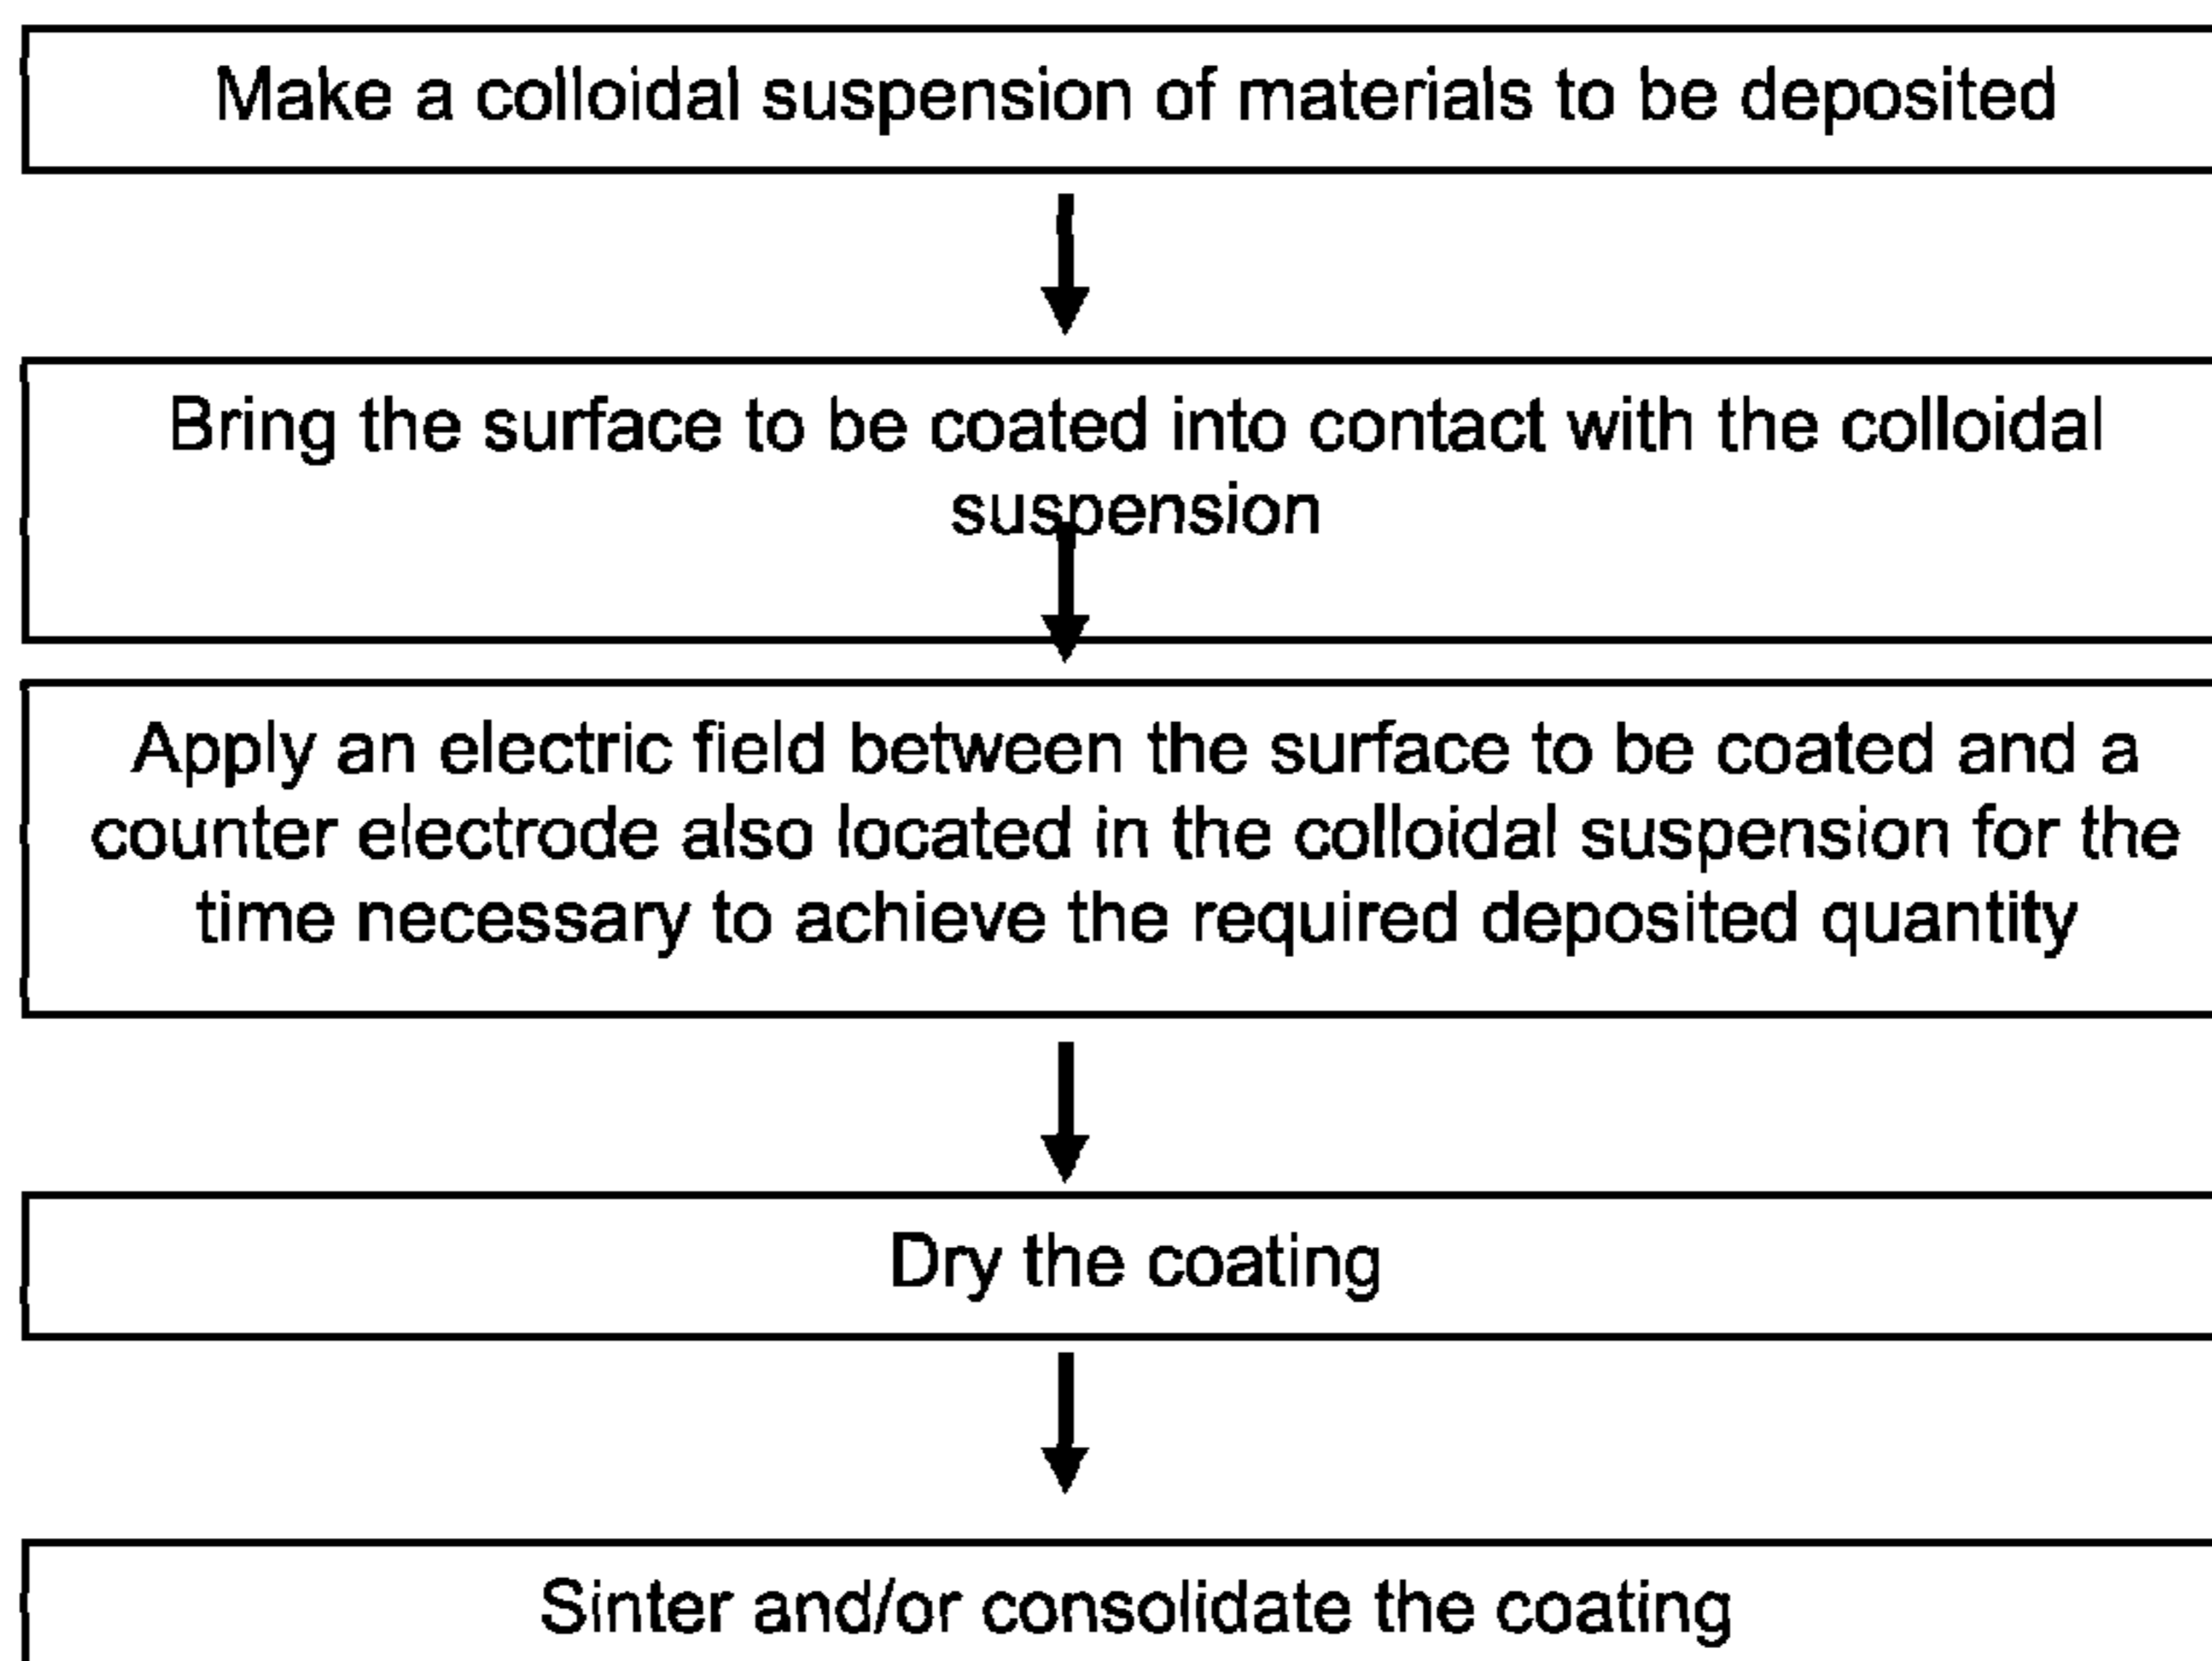 Make a colloidal suspension of materials to be deposited
Bring the surface to be coated into contact with the colloidal
suspension
Apply an electric field between the surface to be coated and a
counter electrode also located in the colloidal suspension for the
time necessary to achieve the required deposited quantity
Dry the coating
Sinter and/or consolidate the coating